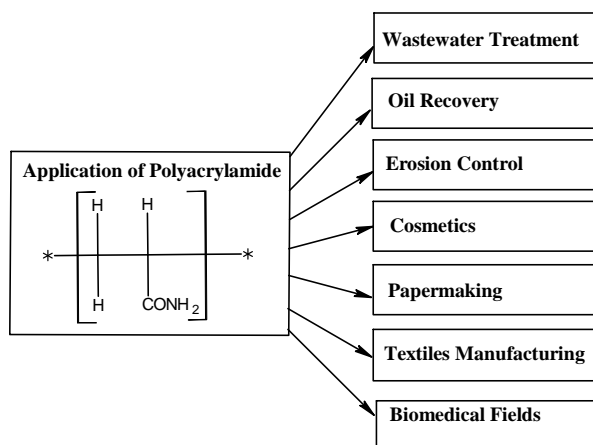 Wastewater Treatment
Oil Recovery
Application of Polyacrylamide
Erosion Control
H H
Cosmetics
* *
H CONH2
Papermaking
Textiles Manufacturing
Biomedical Fields